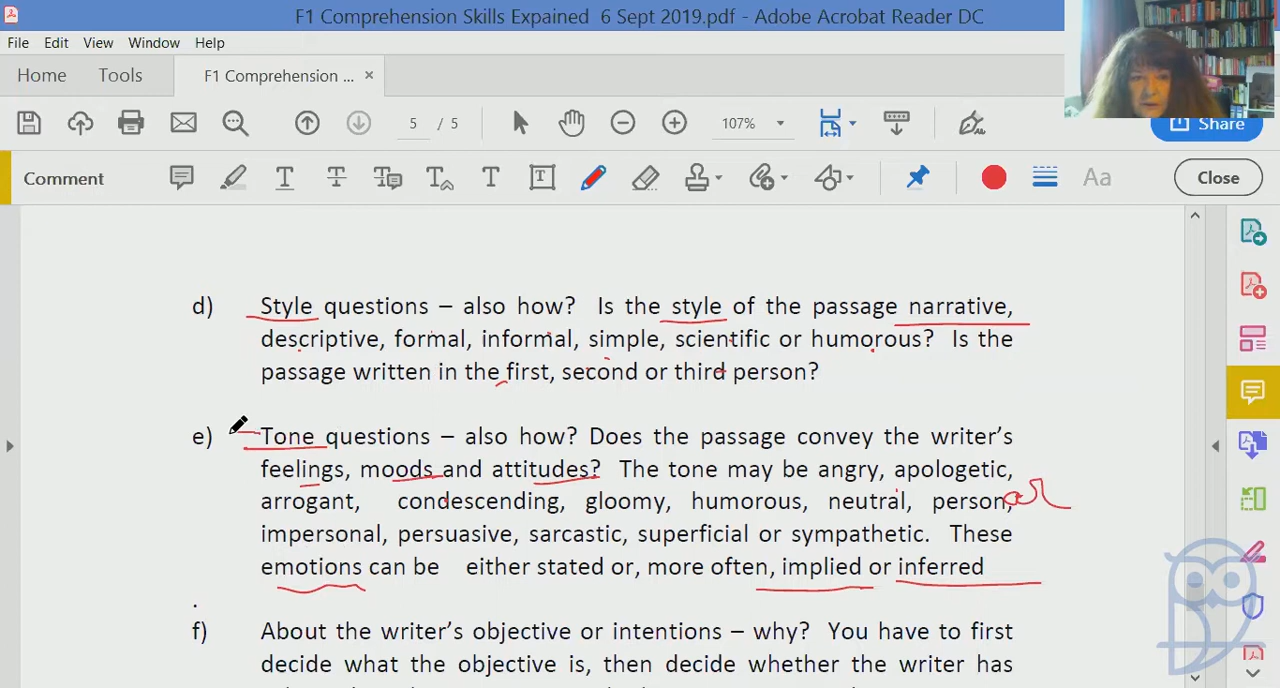 F1 Comprehension Skills Expained 6 Sept 2019.pdf - Adobe Acrobat Reader DC
File Edit View Window Help
Home Tools F1 Comprehension ... ×
5 / 5 107% Share
Comment Aa Close
d) Style questions – also how? Is the style of the passage narrative,
descriptive, formal, informal, simple, scientific or humorous? Is the
passage written in the first, second or third person?
e) Tone questions – also how? Does the passage convey the writer's
feelings, moods and attitudes? The tone may be angry, apologetic,
arrogant, condescending, gloomy, humorous, neutral, person, al
impersonal, persuasive, sarcastic, superficial or sympathetic. These
emotions can be either stated or, more often, implied or inferred
.
f) About the writer's objective or intentions – why? You have to first
decide what the objective is, then decide whether the writer has